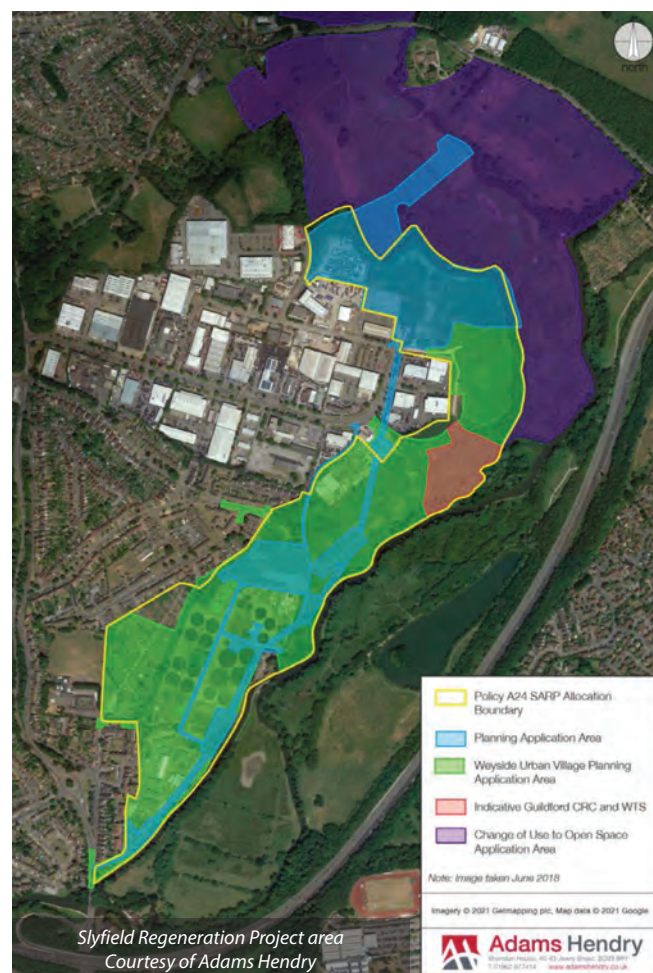 north
Policy A24 SARP Allocation
Boundary
Planning Application Area
Weyside Urban Village Planning
Application Area
Indicative Guildford CRC and WTS
Change of Use to Open Space
Application Area
Note: Image taken June 2018
Imagery © 2021 Getmapping plc, Map data © 2021 Google
Adams Hendry
www.adamshendry.co.uk
Slyfield Regeneration Project area
Courtesy of Adams Hendry